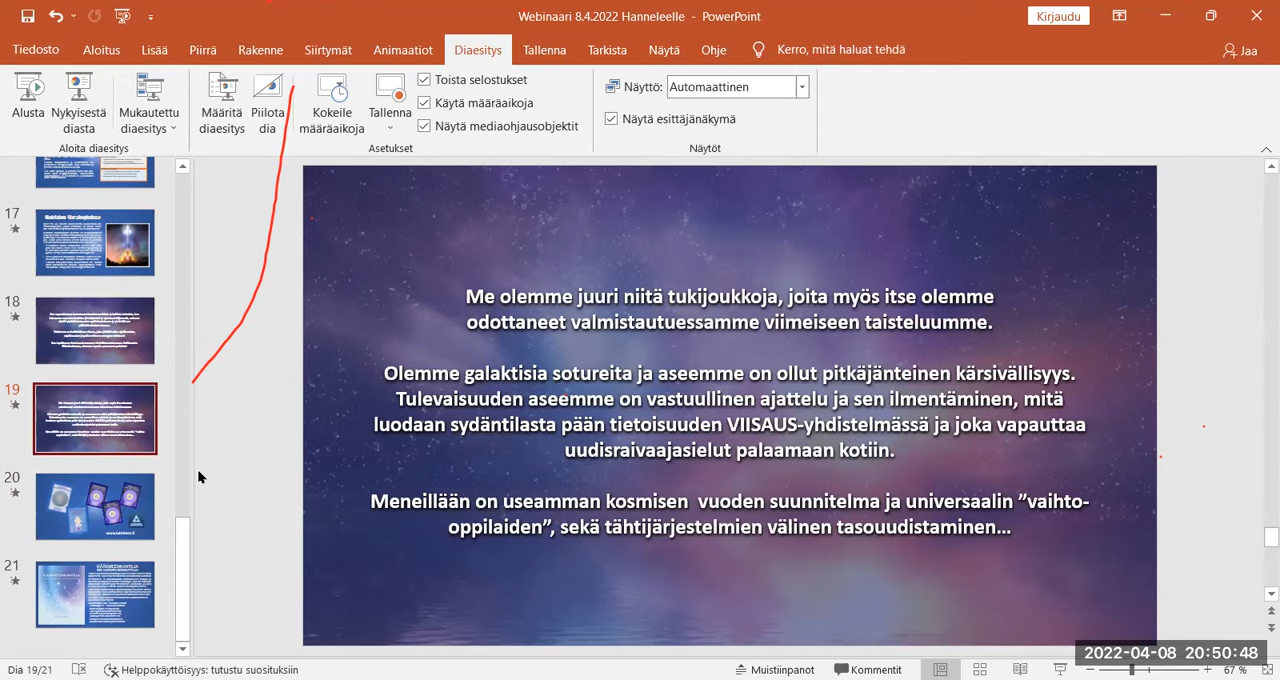 Webinaari 8.4.2022 Hanneleelle - PowerPoint
Kirjaudu
Tiedosto Aloitus Lisää Piirrä Rakenne Siirtymät Animaatiot Diaesitys Tallenna Tarkista Näytä Ohje Kerro, mitä haluat tehdä Jaa
Alusta
Nykyisestä
diasta
Mukautettu
diaesitys
Aloita diaesitys
Määritä
diaesitys
Piilota
dia
Kokeile
määräaikoja
Tallenna
Toista selostukset
Käytä määräaikoja
Näytä mediaohjausobjektit
Asetukset
Näyttö: Automaattinen
Näytä esittäjänäkymä
Näytöt
17
18
19
20
21
Me olemme juuri niitä tukijoukkoja, joita myös itse olemme
odottaneet valmistautuessamme viimeiseen taisteluumme.
Olemme galaktisia sotureita ja aseemme on ollut pitkäjänteinen kärsivällisyys.
Tulevaisuuden aseemme on vastuullinen ajattelu ja sen ilmentäminen, mitä
luodaan sydäntilasta pään tietoisuuden VIISAUS-yhdistelmässä ja joka vapauttaa
uudisraivaajasielut palaamaan kotiin.
Meneillään on useamman kosmisen vuoden suunnitelma ja universaalin ”vaihto-
oppilaiden”, sekä tähtijärjestelmien välinen tasouudistaminen...
2022-04-08 20:50:48
Dia 19/21 Helppokäyttöisyys: tutustu suosituksiin Muistiinpanot Kommentit 67 %